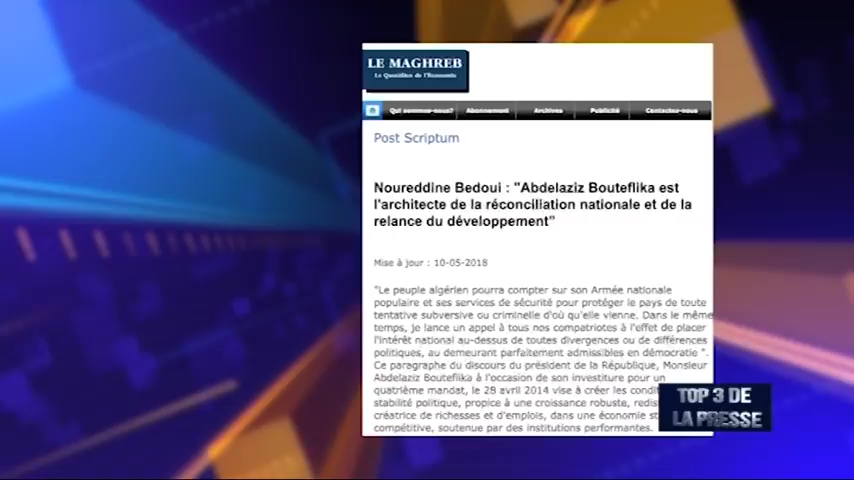 LE MAGHREB
Le Quotidien de l'Economie
Qui sommes-nous? Abonnement Archives Publicité Contactez-nous
Post Scriptum
Noureddine Bedoui : "Abdelaziz Bouteflika est
l'architecte de la réconciliation nationale et de la
relance du développement"
Mise à jour : 10-05-2018
"Le peuple algérien pourra compter sur son Armée nationale
populaire et ses services de sécurité pour protéger le pays de toute
tentative subversive ou criminelle d'où qu'elle vienne. Dans le même
temps, je lance un appel à tous nos compatriotes à l'effet de placer
l'intérêt national au-dessus de toutes divergences ou de différences
politiques, au demeurant parfaitement admissibles en démocratie ".
Ce paragraphe du discours du président de la République, Monsieur
Abdelaziz Bouteflika à l'occasion de son investiture pour un
quatrième mandat, le 28 avril 2014 vise à créer les condit
stabilité politique, propice à une croissance robuste, redis
créatrice de richesses et d'emplois, dans une économie st
compétitive, soutenue par des institutions performantes.
TOP 3 DE
LA PRESSE